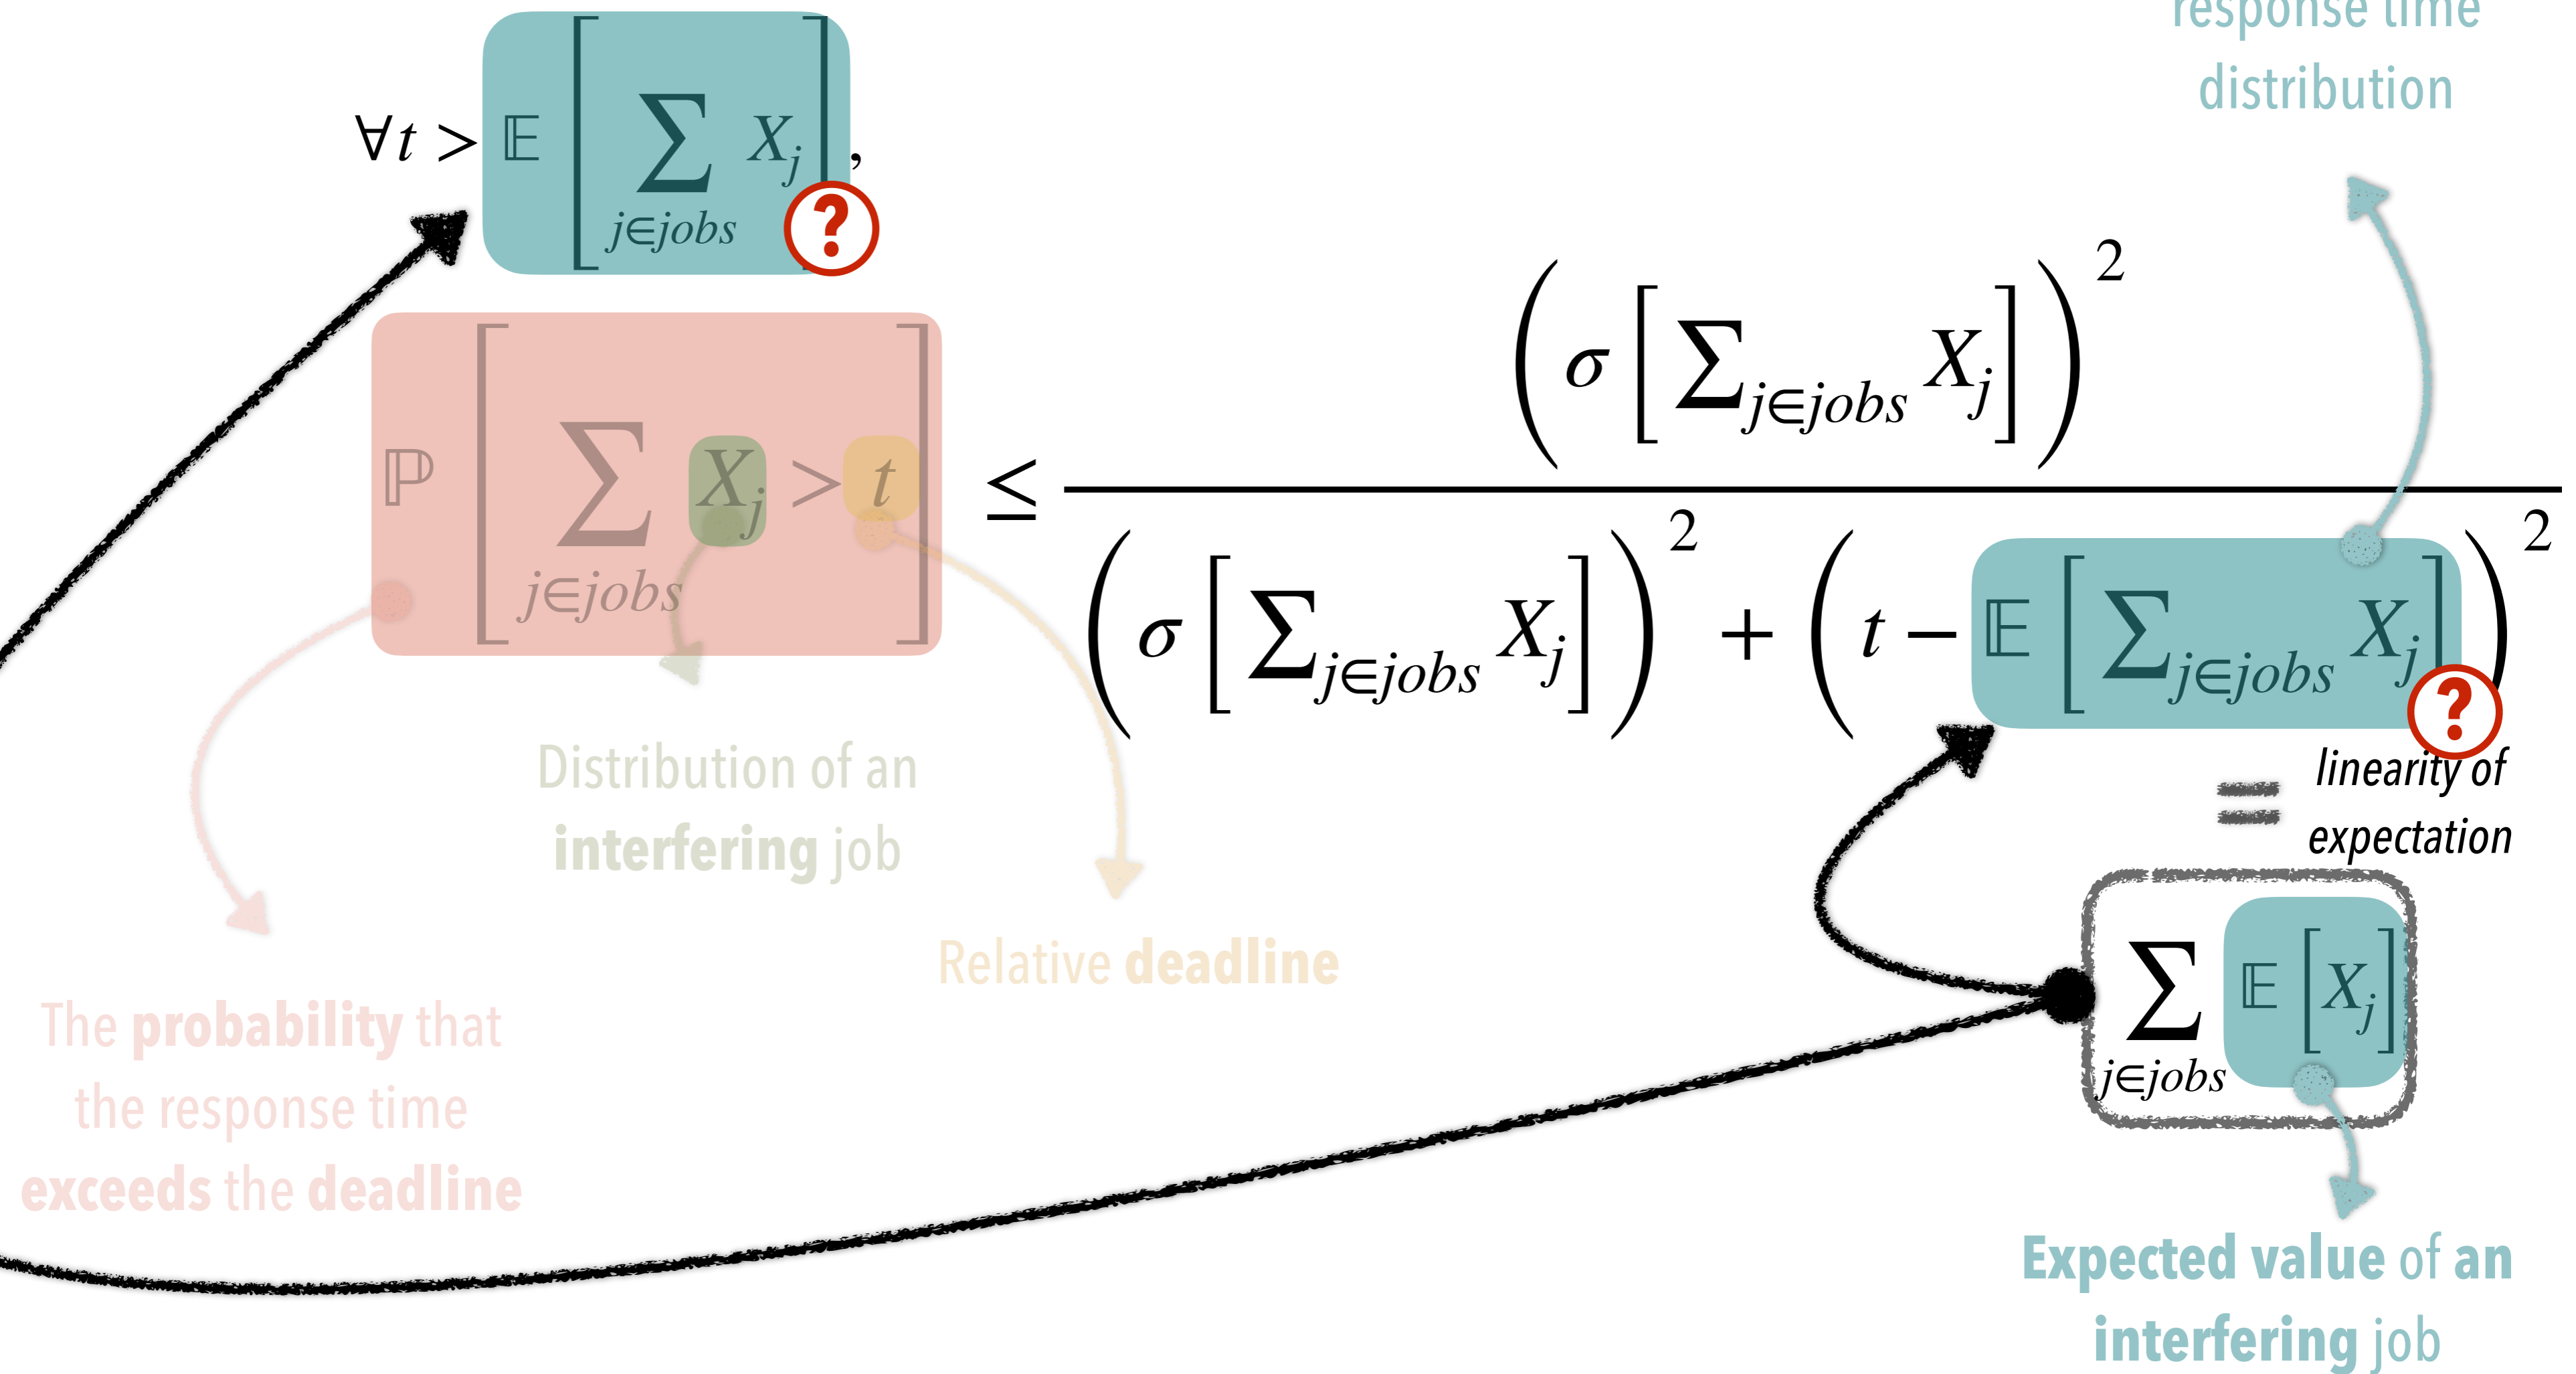 response time
distribution
∀t > 𝔼 [ ∑_{j∈jobs} X_j ],
?
ℙ [ ∑_{j∈jobs} X_j > t ] ≤ (σ [∑_{j∈jobs} X_j])^2 / ((σ [∑_{j∈jobs} X_j])^2 + (t − 𝔼 [∑_{j∈jobs} X_j])^2)
?
= linearity of
expectation
Distribution of an
interfering job
Relative deadline
∑_{j∈jobs} 𝔼 [X_j]
The probability that
the response time
exceeds the deadline
Expected value of an
interfering job